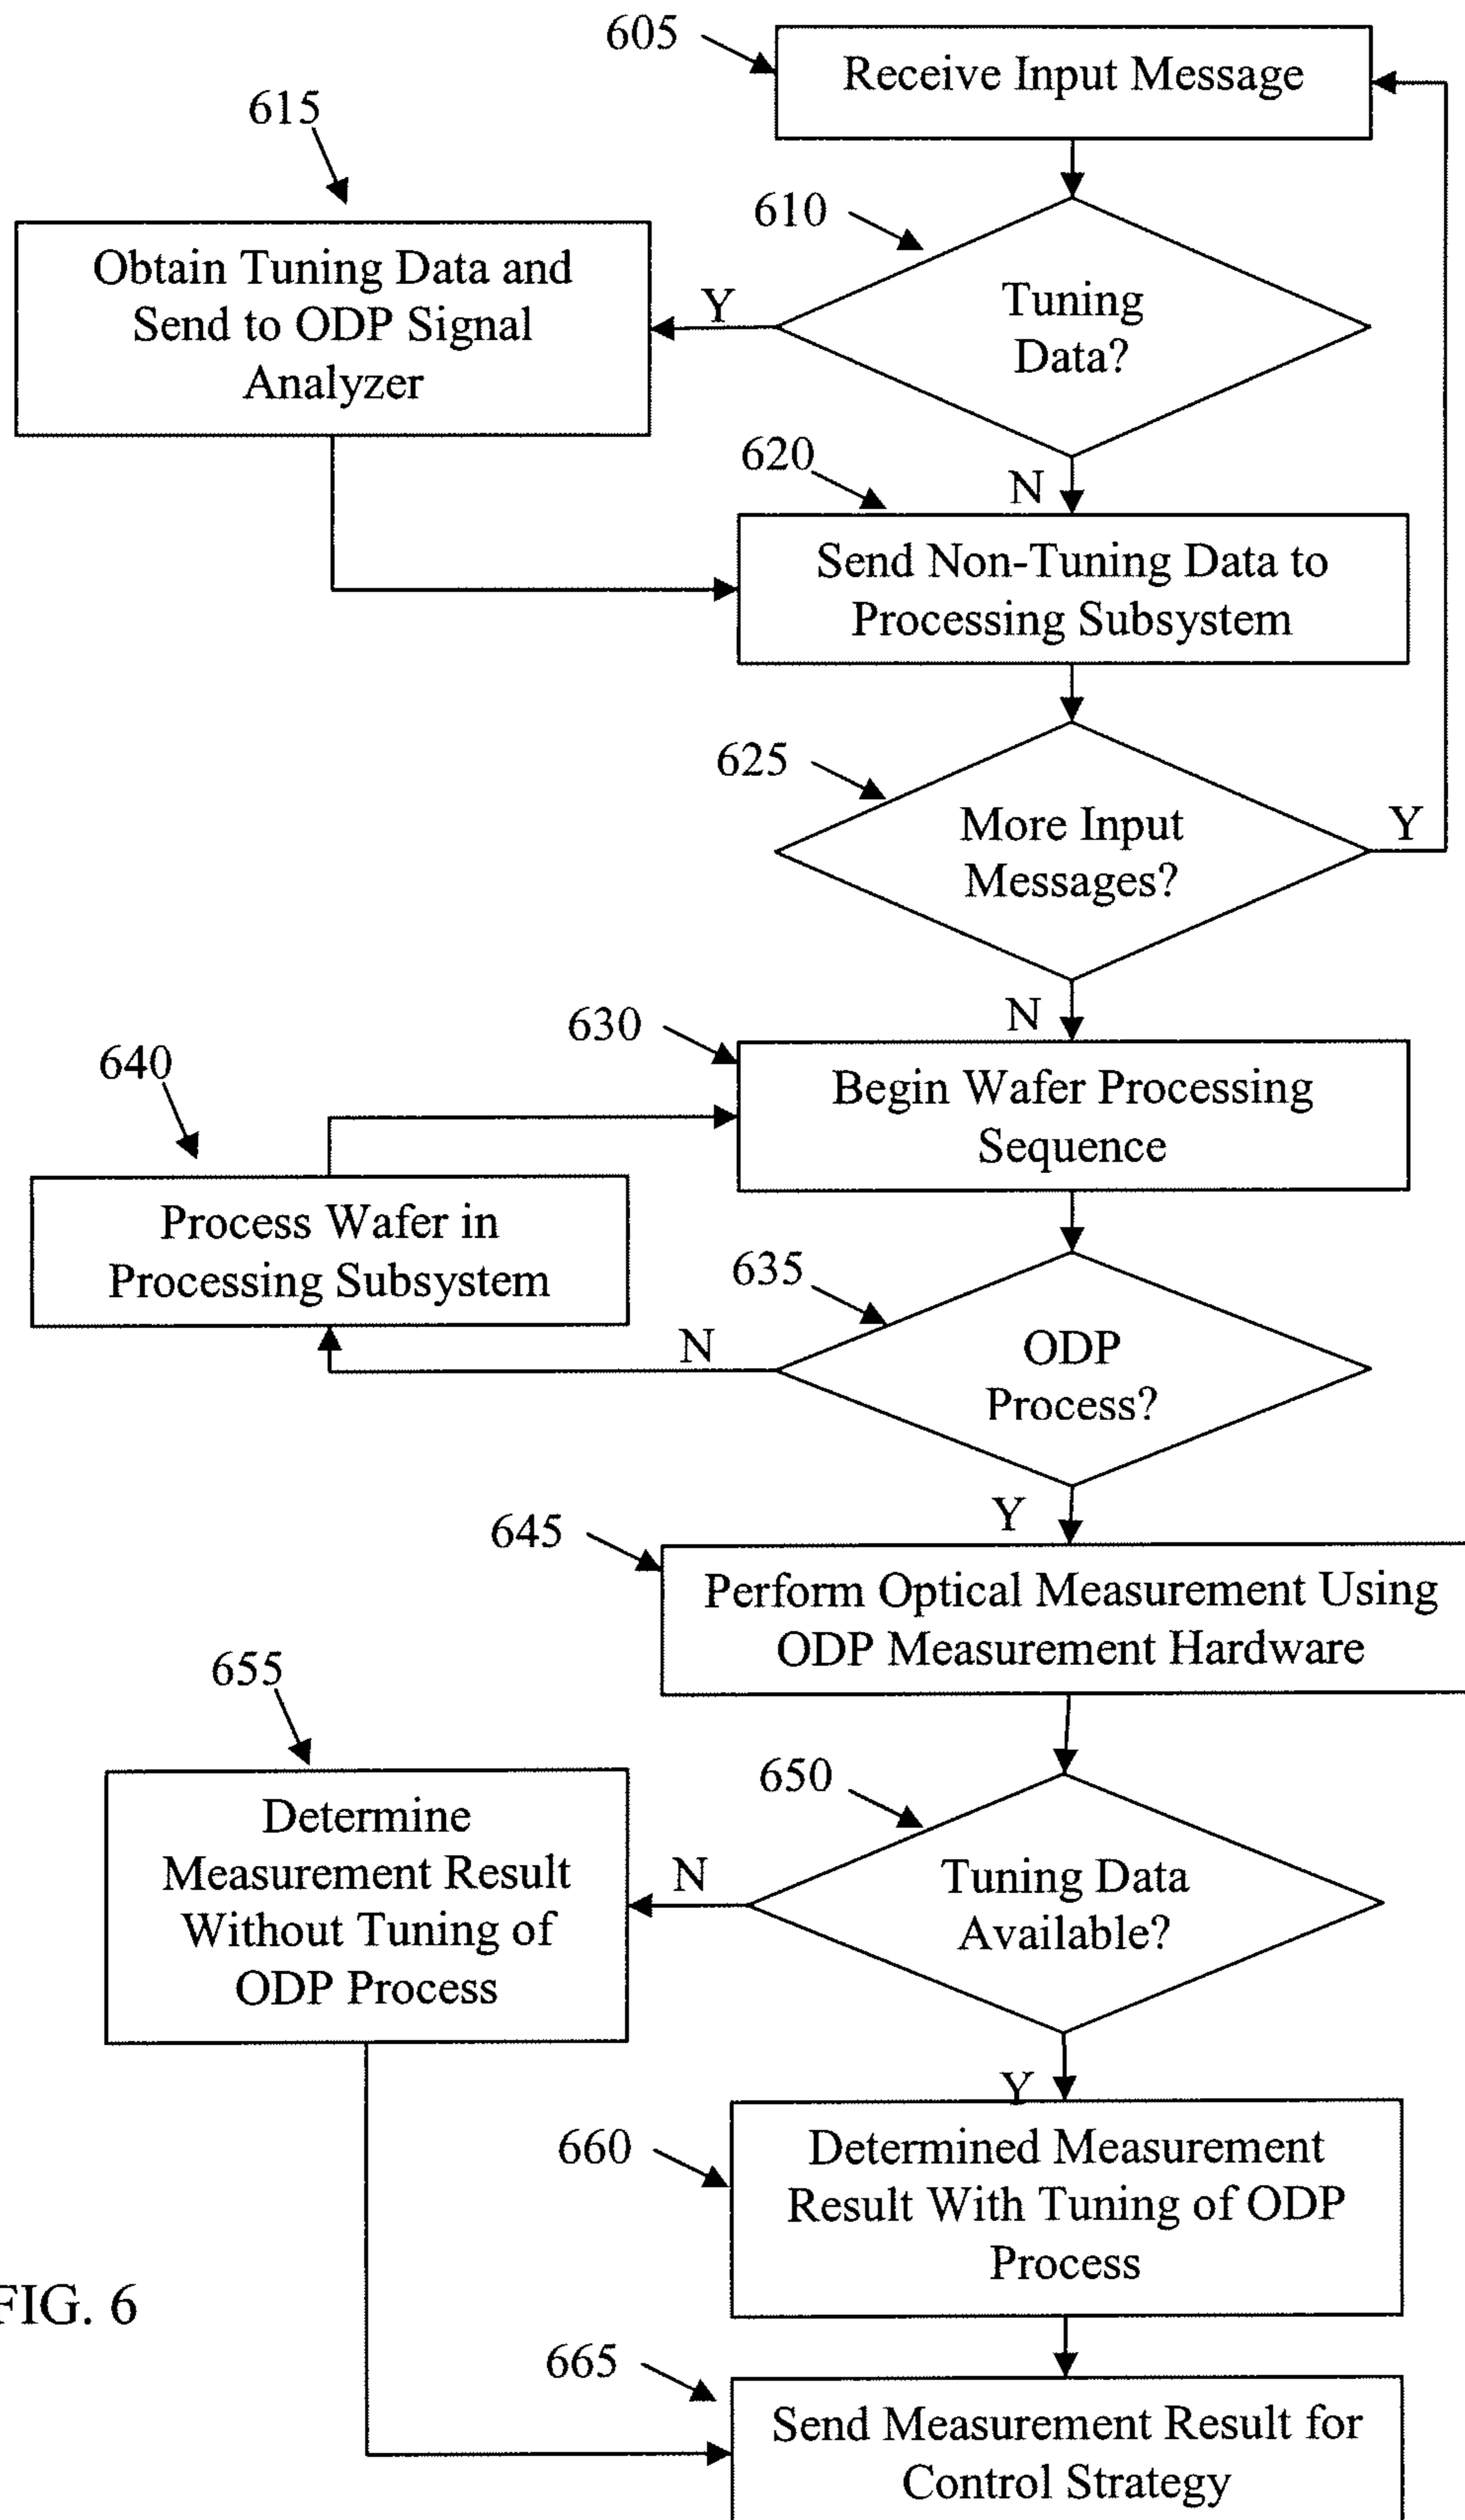 605
Receive Input Message
615
610
Obtain Tuning Data and
Send to ODP Signal
Analyzer
Y
Tuning
Data?
620
N
Send Non-Tuning Data to
Processing Subsystem
625
More Input
Messages?
Y
N
630
Begin Wafer Processing
Sequence
640
Process Wafer in
Processing Subsystem
635
N
ODP
Process?
Y
645
Perform Optical Measurement Using
ODP Measurement Hardware
655
650
Determine
Measurement Result
Without Tuning of
ODP Process
N
Tuning Data
Available?
Y
660
Determined Measurement
Result With Tuning of ODP
Process
FIG. 6
665
Send Measurement Result for
Control Strategy